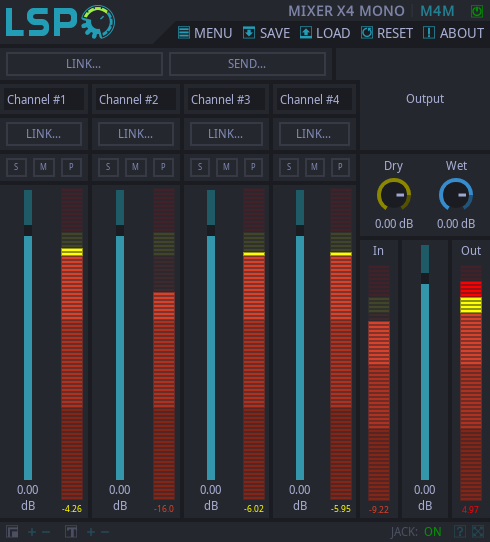 LSP
MIXER X4 MONO M4M
MENU SAVE LOAD RESET ABOUT
LINK... SEND...
Channel #1 Channel #2 Channel #3 Channel #4 Output
LINK... LINK... LINK... LINK...
S M P S M P S M P S M P
Dry Wet
0.00 dB 0.00 dB
In Out
0.00 0.00 0.00 0.00 0.00
dB -4.26 dB -16.0 dB -6.02 dB -5.95 -9.22 dB 4.97
JACK: ON ?